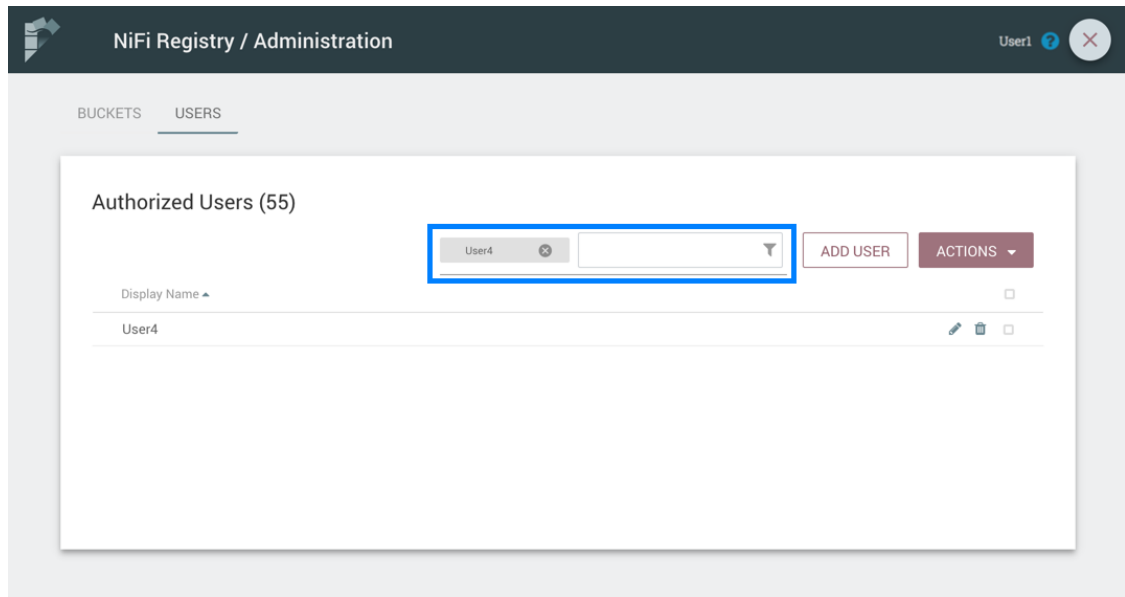 NiFi Registry / Administration
User1
BUCKETS USERS
Authorized Users (55)
User4
ADD USER
ACTIONS
Display Name
User4